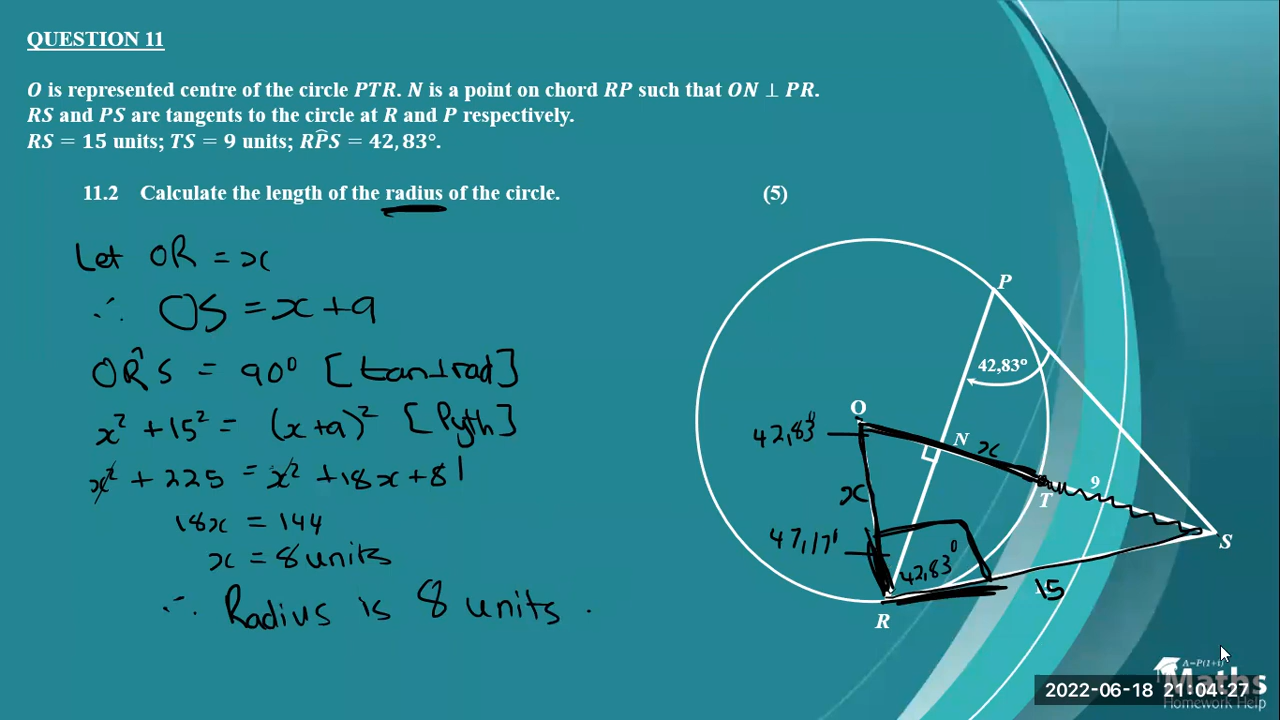 QUESTION 11
O is represented centre of the circle PTR. N is a point on chord RP such that ON ⊥ PR.
RS and PS are tangents to the circle at R and P respectively.
RS = 15 units; TS = 9 units; RP̂S = 42,83°.
11.2 Calculate the length of the radius of the circle. (5)
Let OR = x
∴ OS = x + 9
OR̂S = 90° [tan ⊥ rad]
x² + 15² = (x+9)² [Pyth]
x² + 225 = x² + 18x + 81
18x = 144
x = 8 units
∴ Radius is 8 units.
P
42,83°
O
42,83°
N
x
9
T
x
S
47,17°
42,83°
15
R
A=P(1+i)
Maths
Homework Help
2022-06-18 21:04:27